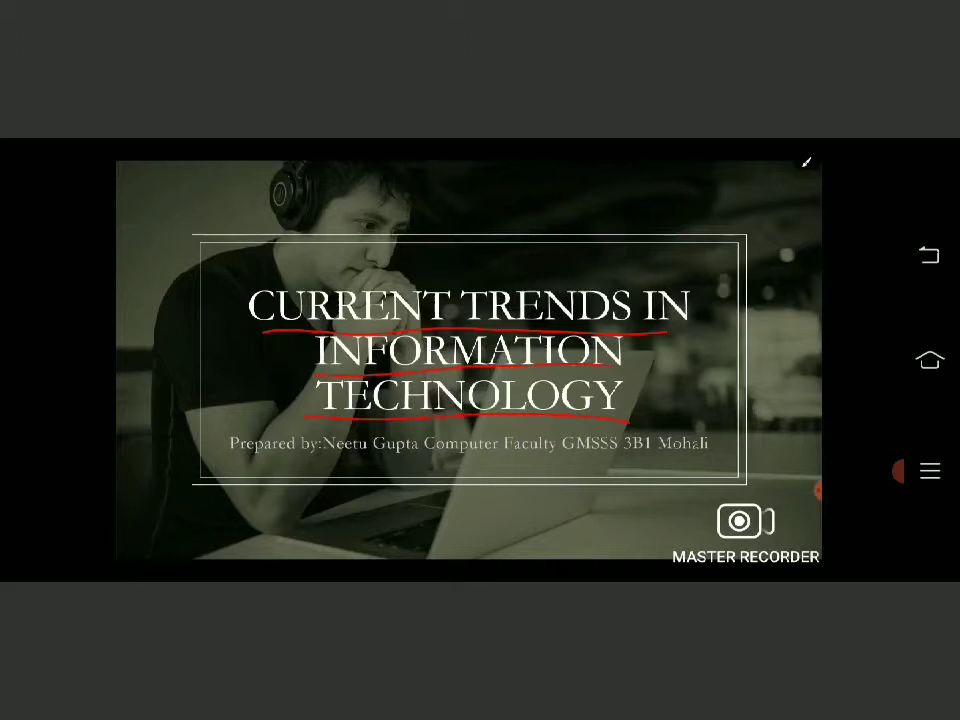 CURRENT TRENDS IN
INFORMATION
TECHNOLOGY
Prepared by:Neetu Gupta Computer Faculty GMSSS 3B1 Mohali
MASTER RECORDER